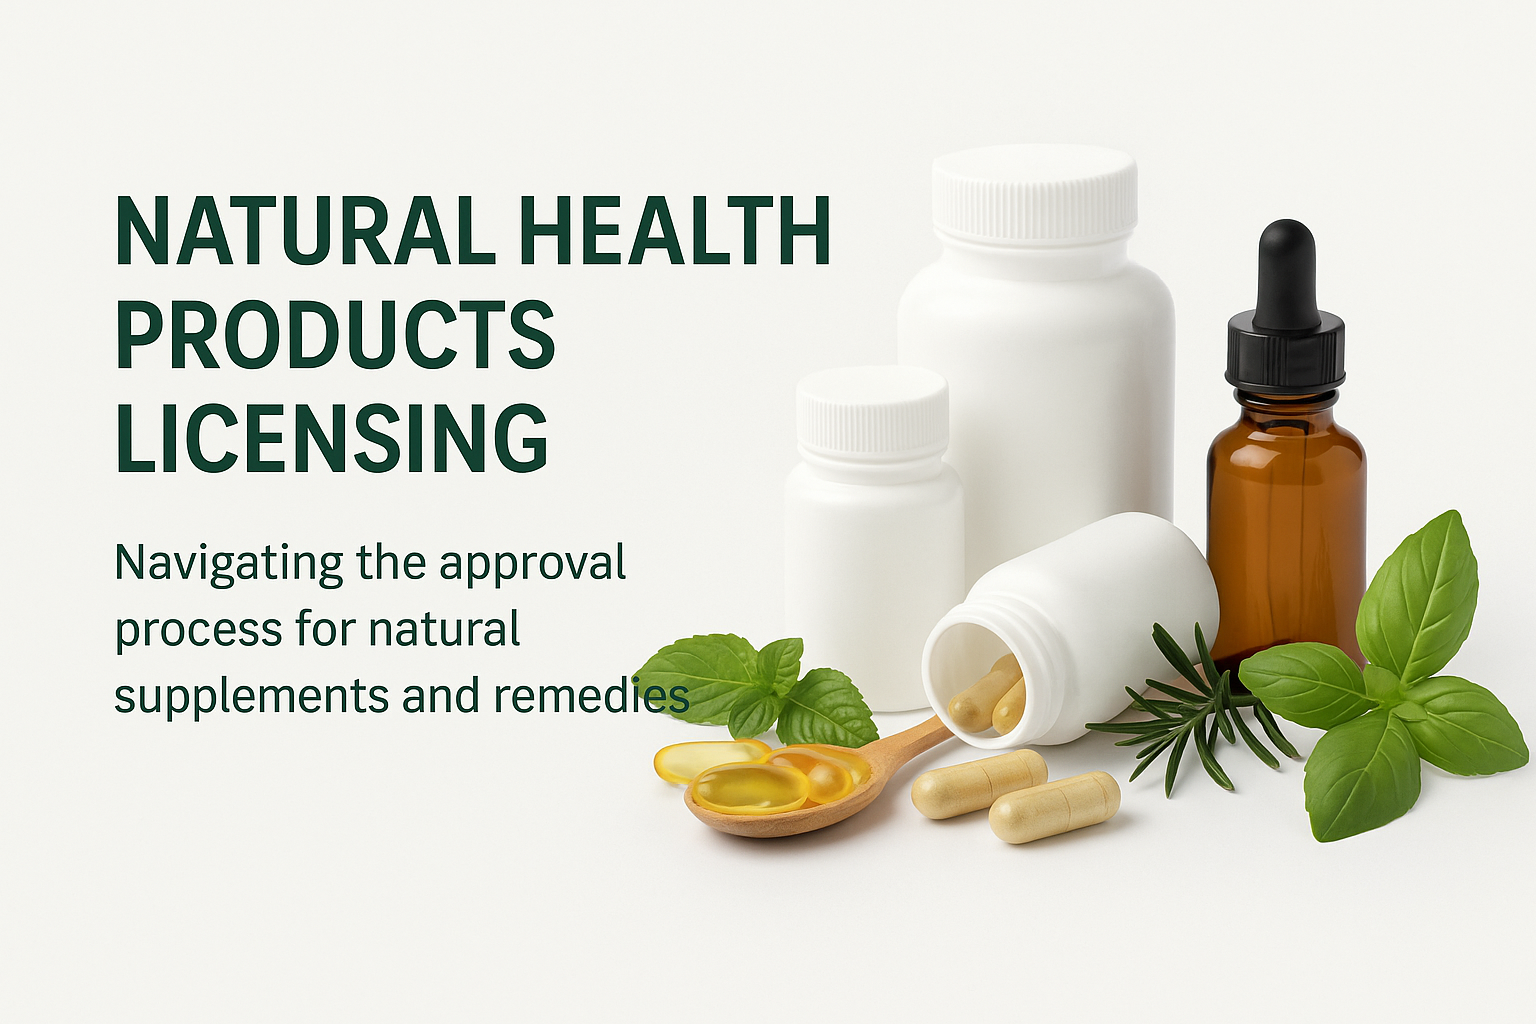 NATURAL HEALTH
PRODUCTS
LICENSING
Navigating the approval
process for natural
supplements and remedies